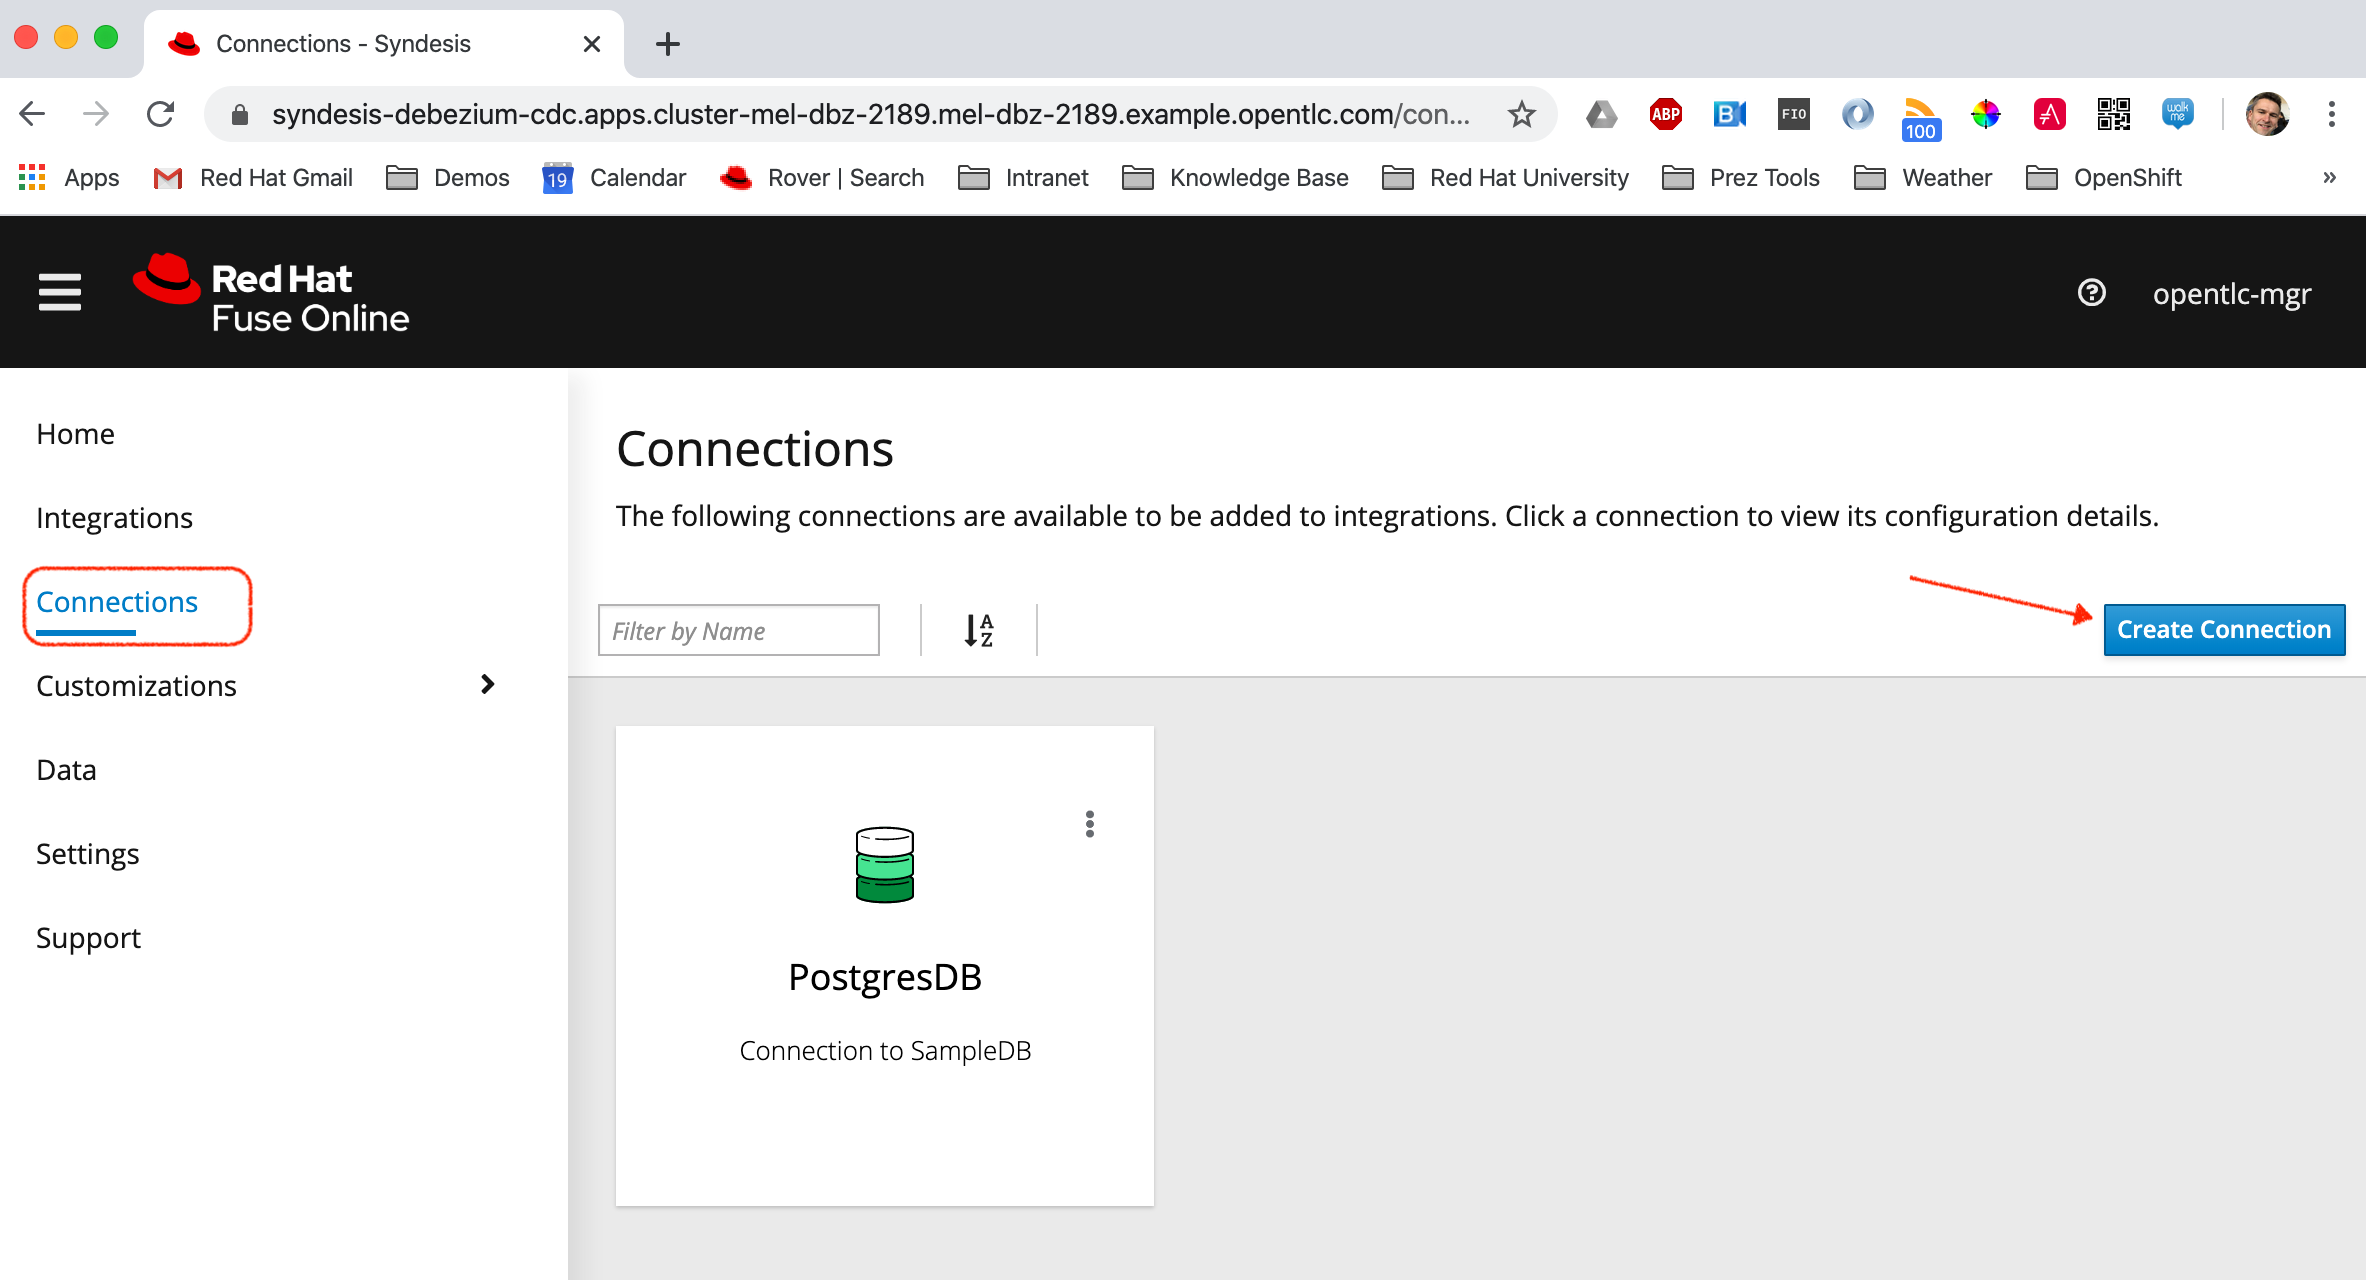 Connections - Syndesis
syndesis-debezium-cdc.apps.cluster-mel-dbz-2189.mel-dbz-2189.example.opentlc.com/con...
ABP
B
FIO
100
walk me
Apps
Red Hat Gmail
Demos
19
Calendar
Rover | Search
Intranet
Knowledge Base
Red Hat University
Prez Tools
Weather
OpenShift
»
Red Hat
Fuse Online
opentlc-mgr
Home
Integrations
Connections
Customizations
Data
Settings
Support
Connections
The following connections are available to be added to integrations. Click a connection to view its configuration details.
Filter by Name
A
Z
Create Connection
PostgresDB
Connection to SampleDB